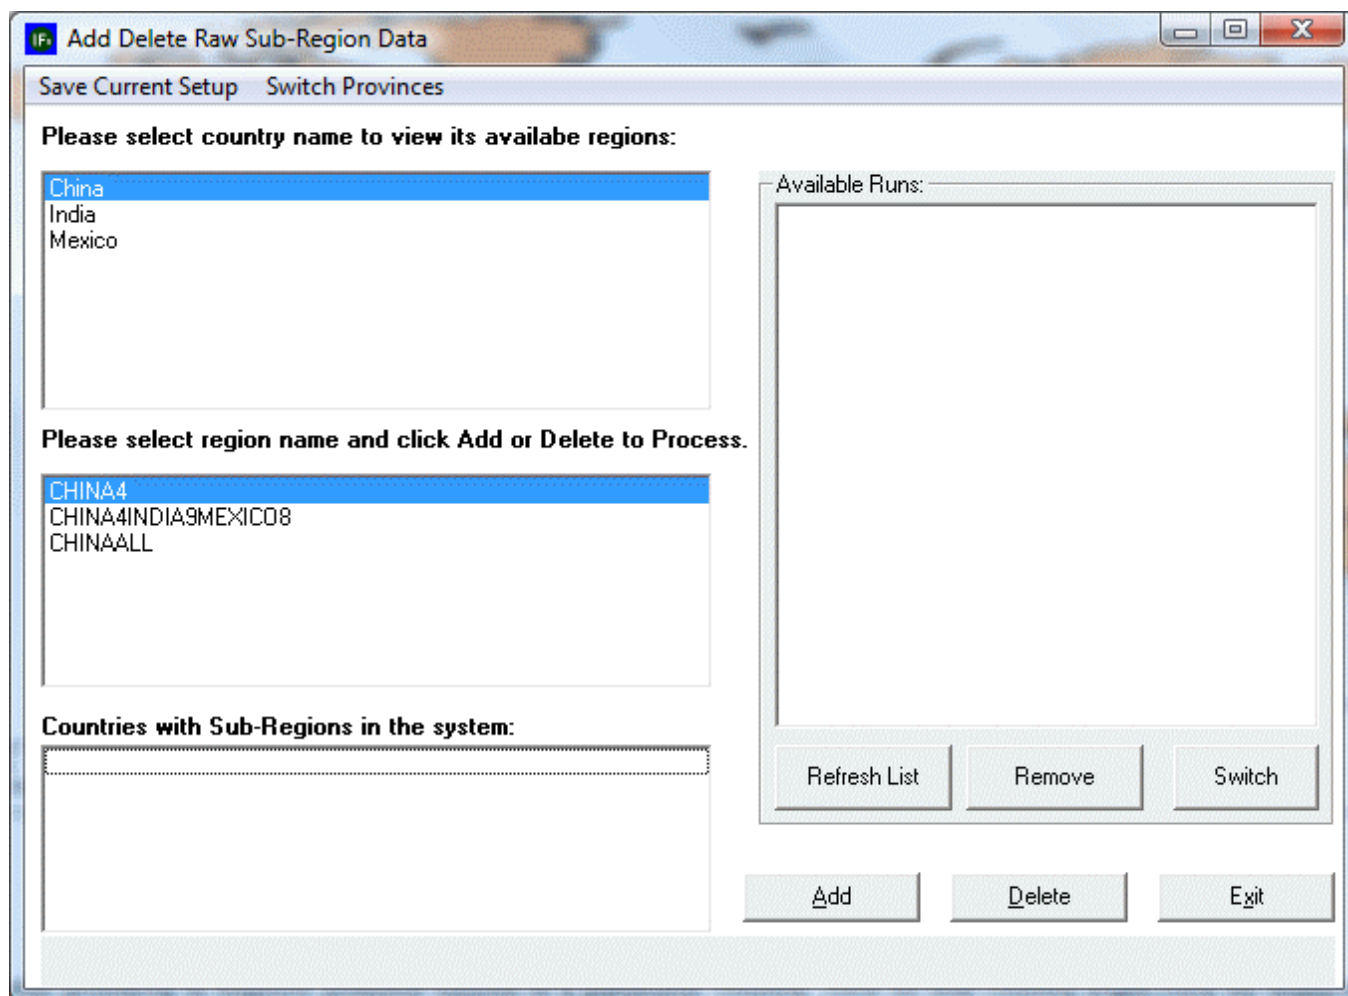 IFs Add Delete Raw Sub-Region Data
Save Current Setup Switch Provinces
Please select country name to view its availabe regions:
China
India
Mexico
Please select region name and click Add or Delete to Process.
CHINA4
CHINA4INDIA9MEXICO8
CHINAALL
Countries with Sub-Regions in the system:
Available Runs:
Refresh List Remove Switch
Add Delete Exit